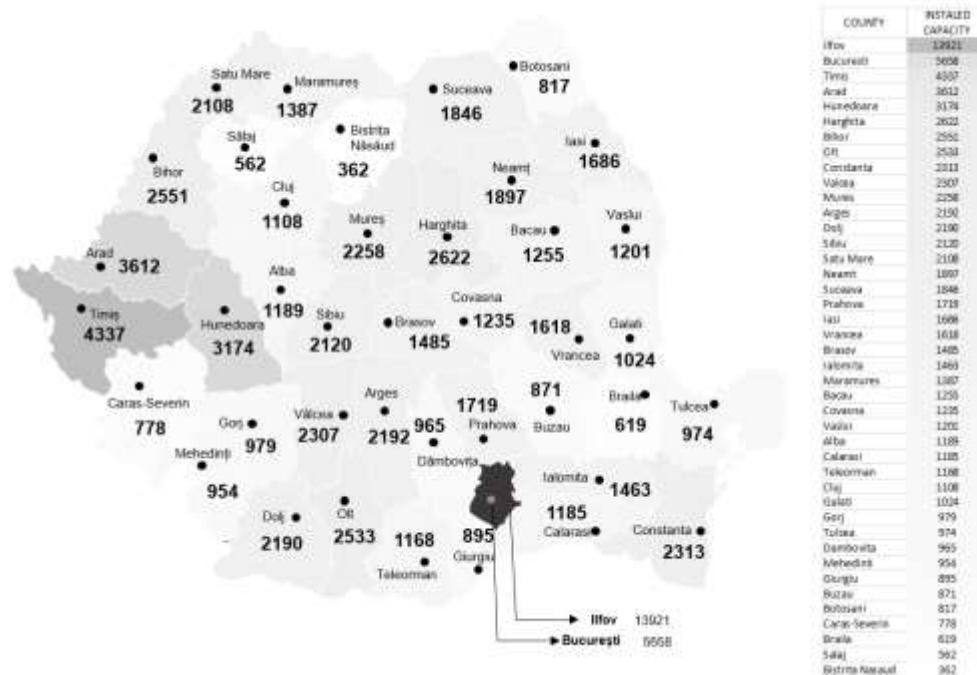 Botosani
817
Satu Mare
2108
Maramureș
1387
Suceava
1846
Sălaj
562
Bistrița
Năsăud
362
Iasi
1686
Bihor
2551
Neamț
1897
Cluj
1108
Mureș
2258
Harghita
2622
Bacau
1255
Vaslui
1201
Arad
3612
Alba
1189
Timiș
4337
Hunedoara
3174
Sibiu
2120
Brasov
1485
Covasna
1235
1618
Vrancea
Galati
1024
Caras-Severin
778
Gorj
979
Vâlcea
2307
Arges
2192
965
Dâmbovița
1719
Prahova
871
Buzau
Braila
619
Tulcea
974
Mehedinți
954
Dolj
2190
Olt
2533
1168
Teleorman
895
Giurgiu
Ialomita
1463
1185
Calarasi
Constanta
2313
Ilfov 13921
București 5658
COUNTY INSTALED CAPACITY
Ilfov 13921
Bucuresti 5658
Timis 4337
Arad 3612
Hunedoara 3174
Harghita 2622
Bihor 2551
Olt 2533
Constanta 2313
Valcea 2307
Mures 2258
Arges 2192
Dolj 2190
Sibiu 2120
Satu Mare 2108
Neamt 1897
Suceava 1846
Prahova 1719
Iasi 1686
Vrancea 1618
Brasov 1485
Ialomita 1463
Maramures 1387
Bacau 1255
Covasna 1235
Vaslui 1201
Alba 1189
Calarasi 1185
Teleorman 1168
Cluj 1108
Galati 1024
Gorj 979
Tulcea 974
Dambovita 965
Mehedinti 954
Giurgiu 895
Buzau 871
Botosani 817
Caras-Severin 778
Braila 619
Salaj 562
Bistrita Nasaud 362